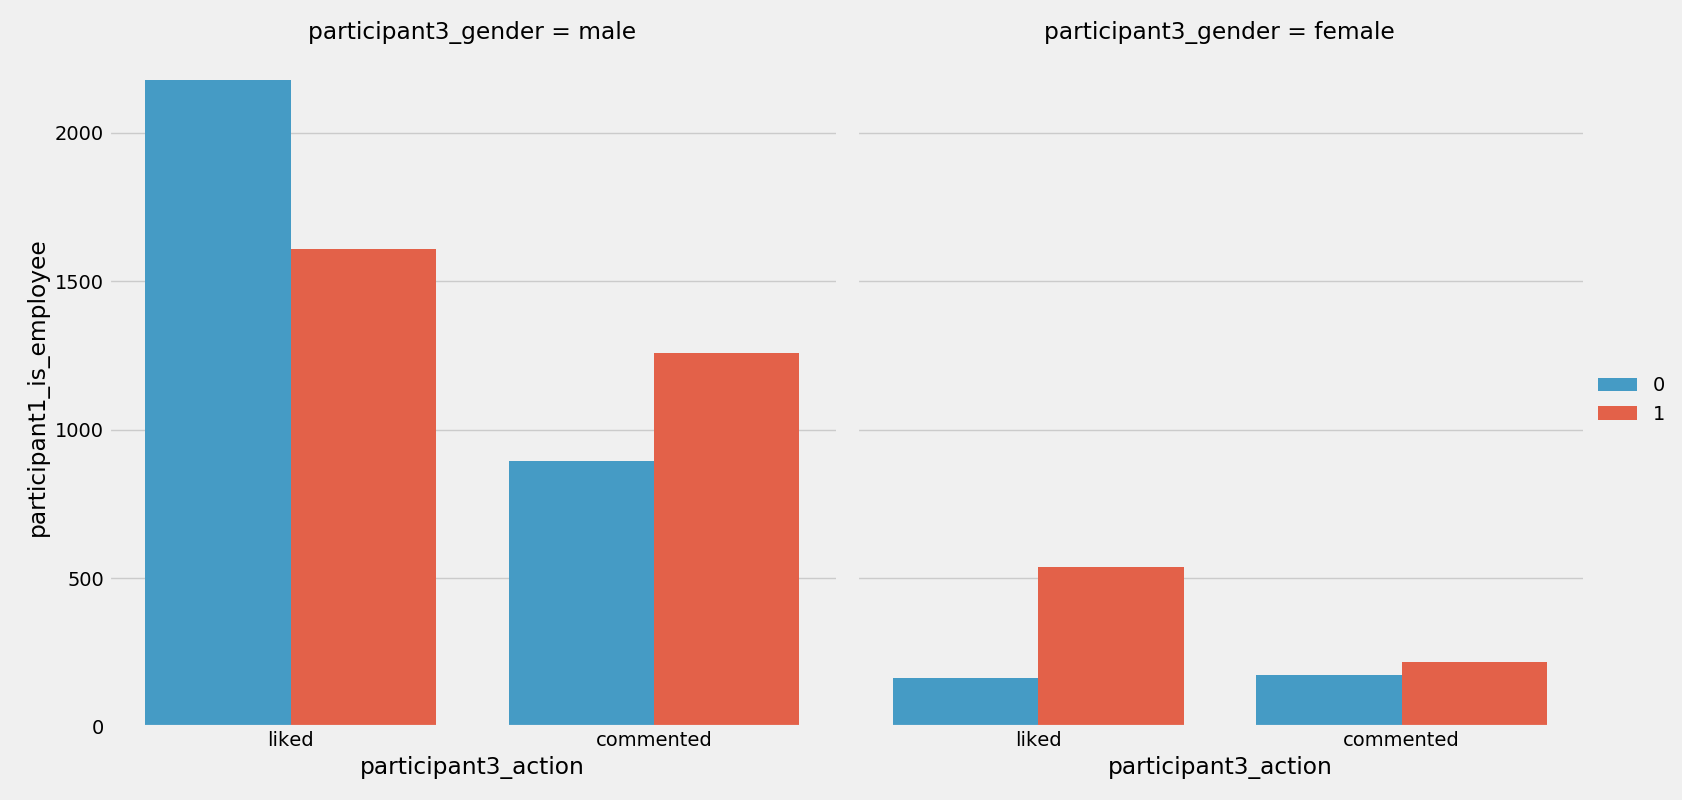 participant3_gender = male
participant3_gender = female
participant1_is_employee
2000
1500
1000
500
0
liked
commented
participant3_action
liked
commented
participant3_action
0
1